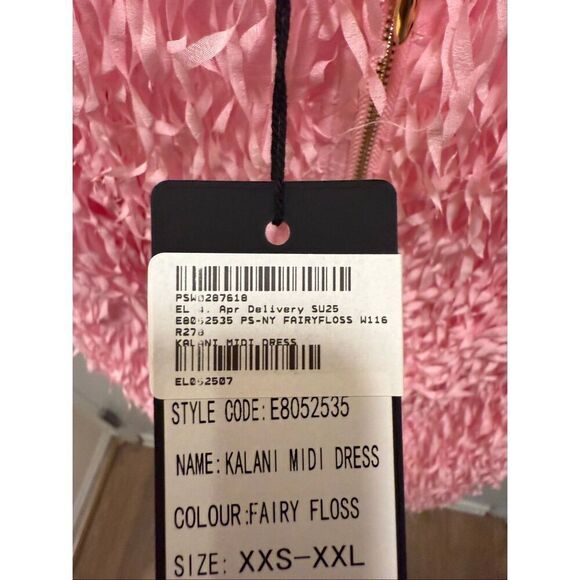 PSW0287618
EL 4. Apr Delivery SU25
E8052535 PS-NY FAIRYFLOSS W116
R278
KALANI MIDI DRESS
EL052507
STYLE CODE:E8052535
NAME:KALANI MIDI DRESS
COLOUR:FAIRY FLOSS
SIZE: XXS-XXL